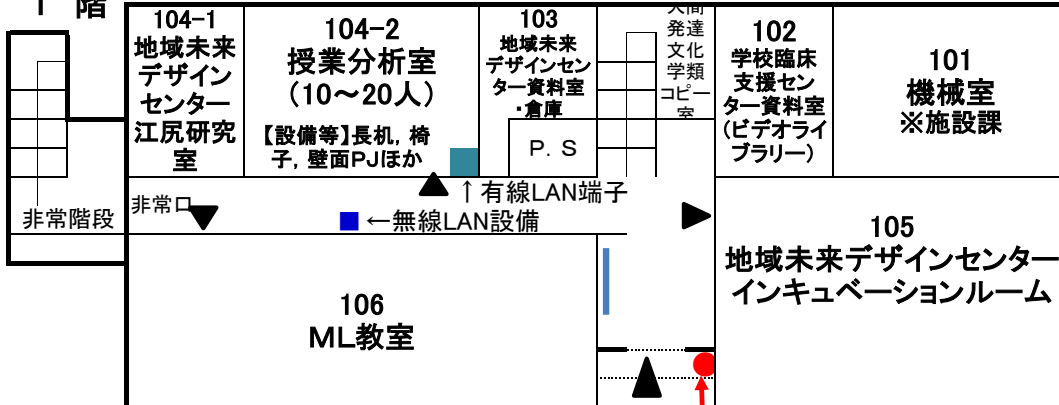 1 階
104-1
地域未来
デザイン
センター
江尻研究
室
104-2
授業分析室
（10～20人）
【設備等】長机，椅
子，壁面PJほか
103
地域未来
デザインセン
ター資料室
・倉庫
P．S
人間
発達
文化
学類
コピー
室
102
学校臨床
支援セン
ター資料室
(ビデオライ
ブラリー)
101
機械室
※施設課
↑有線LAN端子
非常口
非常階段
←無線LAN設備
105
地域未来デザインセンター
インキュベーションルーム
106
ML教室